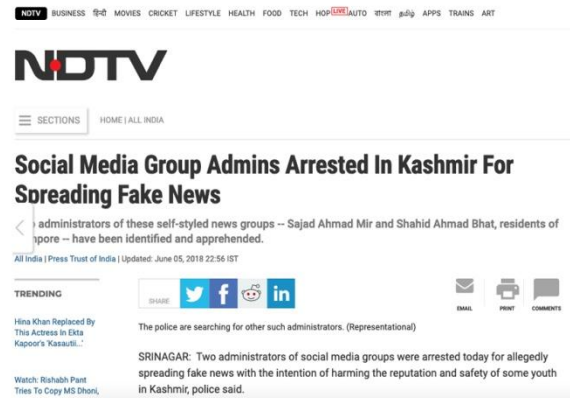 NDTV BUSINESS हिन्दी MOVIES CRICKET LIFESTYLE HEALTH FOOD TECH HOP LIVE AUTO বাংলা தமிழ் APPS TRAINS ART
NDTV
SECTIONS HOME | ALL INDIA
Social Media Group Admins Arrested In Kashmir For
Spreading Fake News
administrators of these self-styled news groups -- Sajad Ahmad Mir and Shahid Ahmad Bhat, residents of
pore -- have been identified and apprehended.
All India | Press Trust of India | Updated: June 05, 2018 22:56 IST
TRENDING
Hina Khan Replaced By
This Actress In Ekta
Kapoor's 'Kasautii...'
Watch: Rishabh Pant
Tries To Copy MS Dhoni,
SHARE
EMAIL PRINT COMMENTS
The police are searching for other such administrators. (Representational)
SRINAGAR: Two administrators of social media groups were arrested today for allegedly
spreading fake news with the intention of harming the reputation and safety of some youth
in Kashmir, police said.